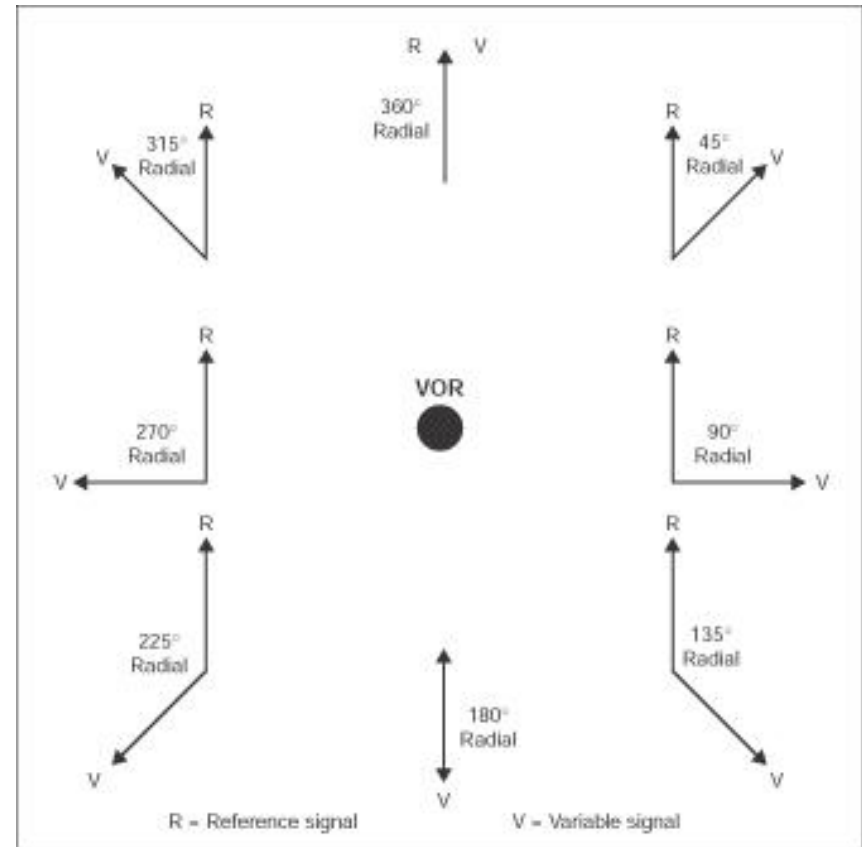 R V
360°
Radial
R
315°
Radial
V
R
45°
Radial
V
R
270°
Radial
V
VOR
R
90°
Radial
V
R
225°
Radial
V
180°
Radial
V
R
135°
Radial
V
R = Reference signal
V = Variable signal